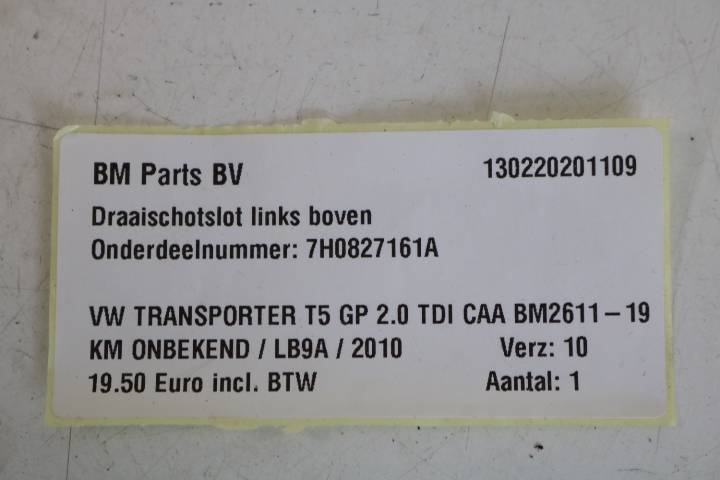 BM Parts BV 130220201109
Draaischotslot links boven
Onderdeelnummer: 7H0827161A
VW TRANSPORTER T5 GP 2.0 TDI CAA BM2611-19
KM ONBEKEND / LB9A / 2010 Verz: 10
19.50 Euro incl. BTW Aantal: 1